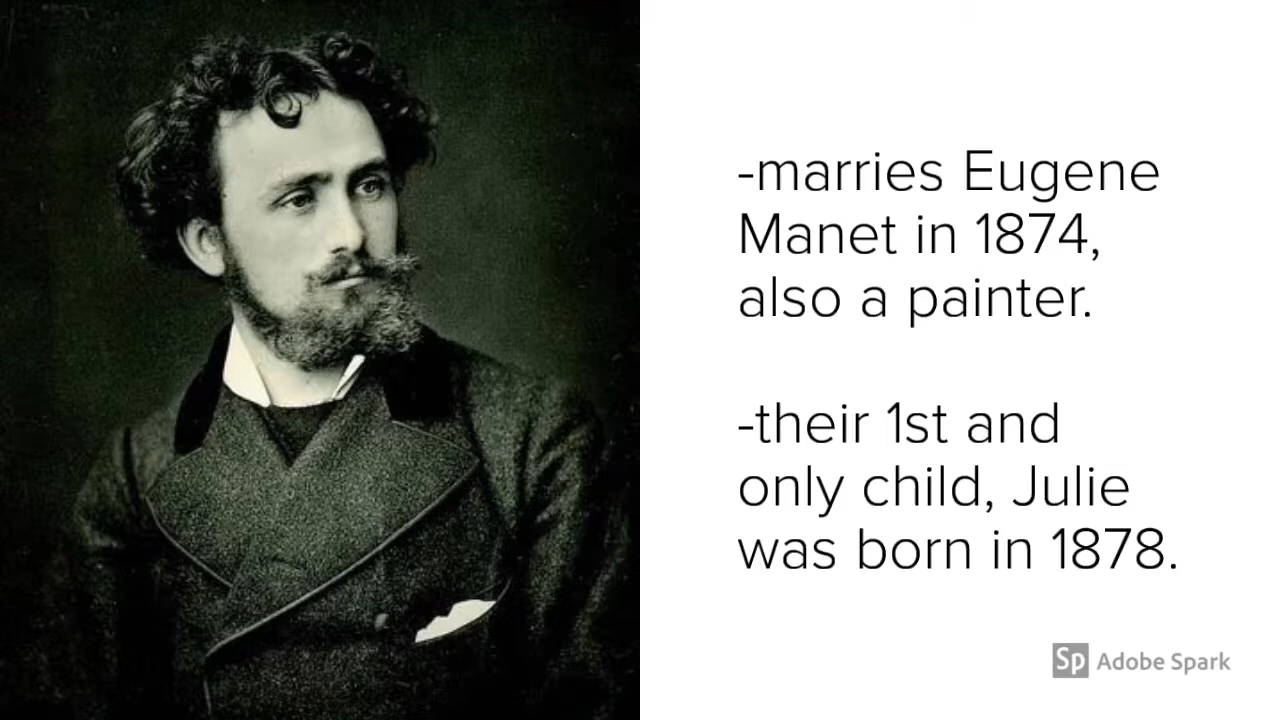 -marries Eugene
Manet in 1874,
also a painter.
-their 1st and
only child, Julie
was born in 1878.
Sp Adobe Spark